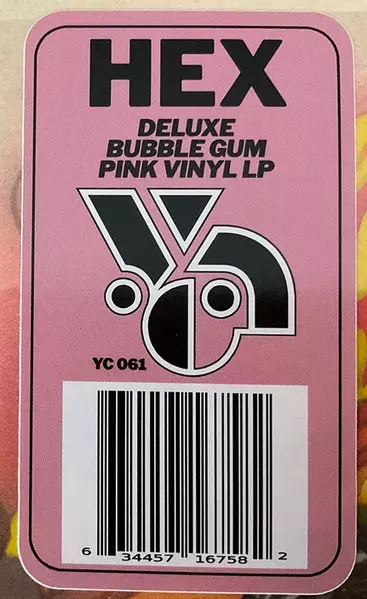 HEX
DELUXE
BUBBLE GUM
PINK VINYL LP
YC 061
6 34457 16758 2